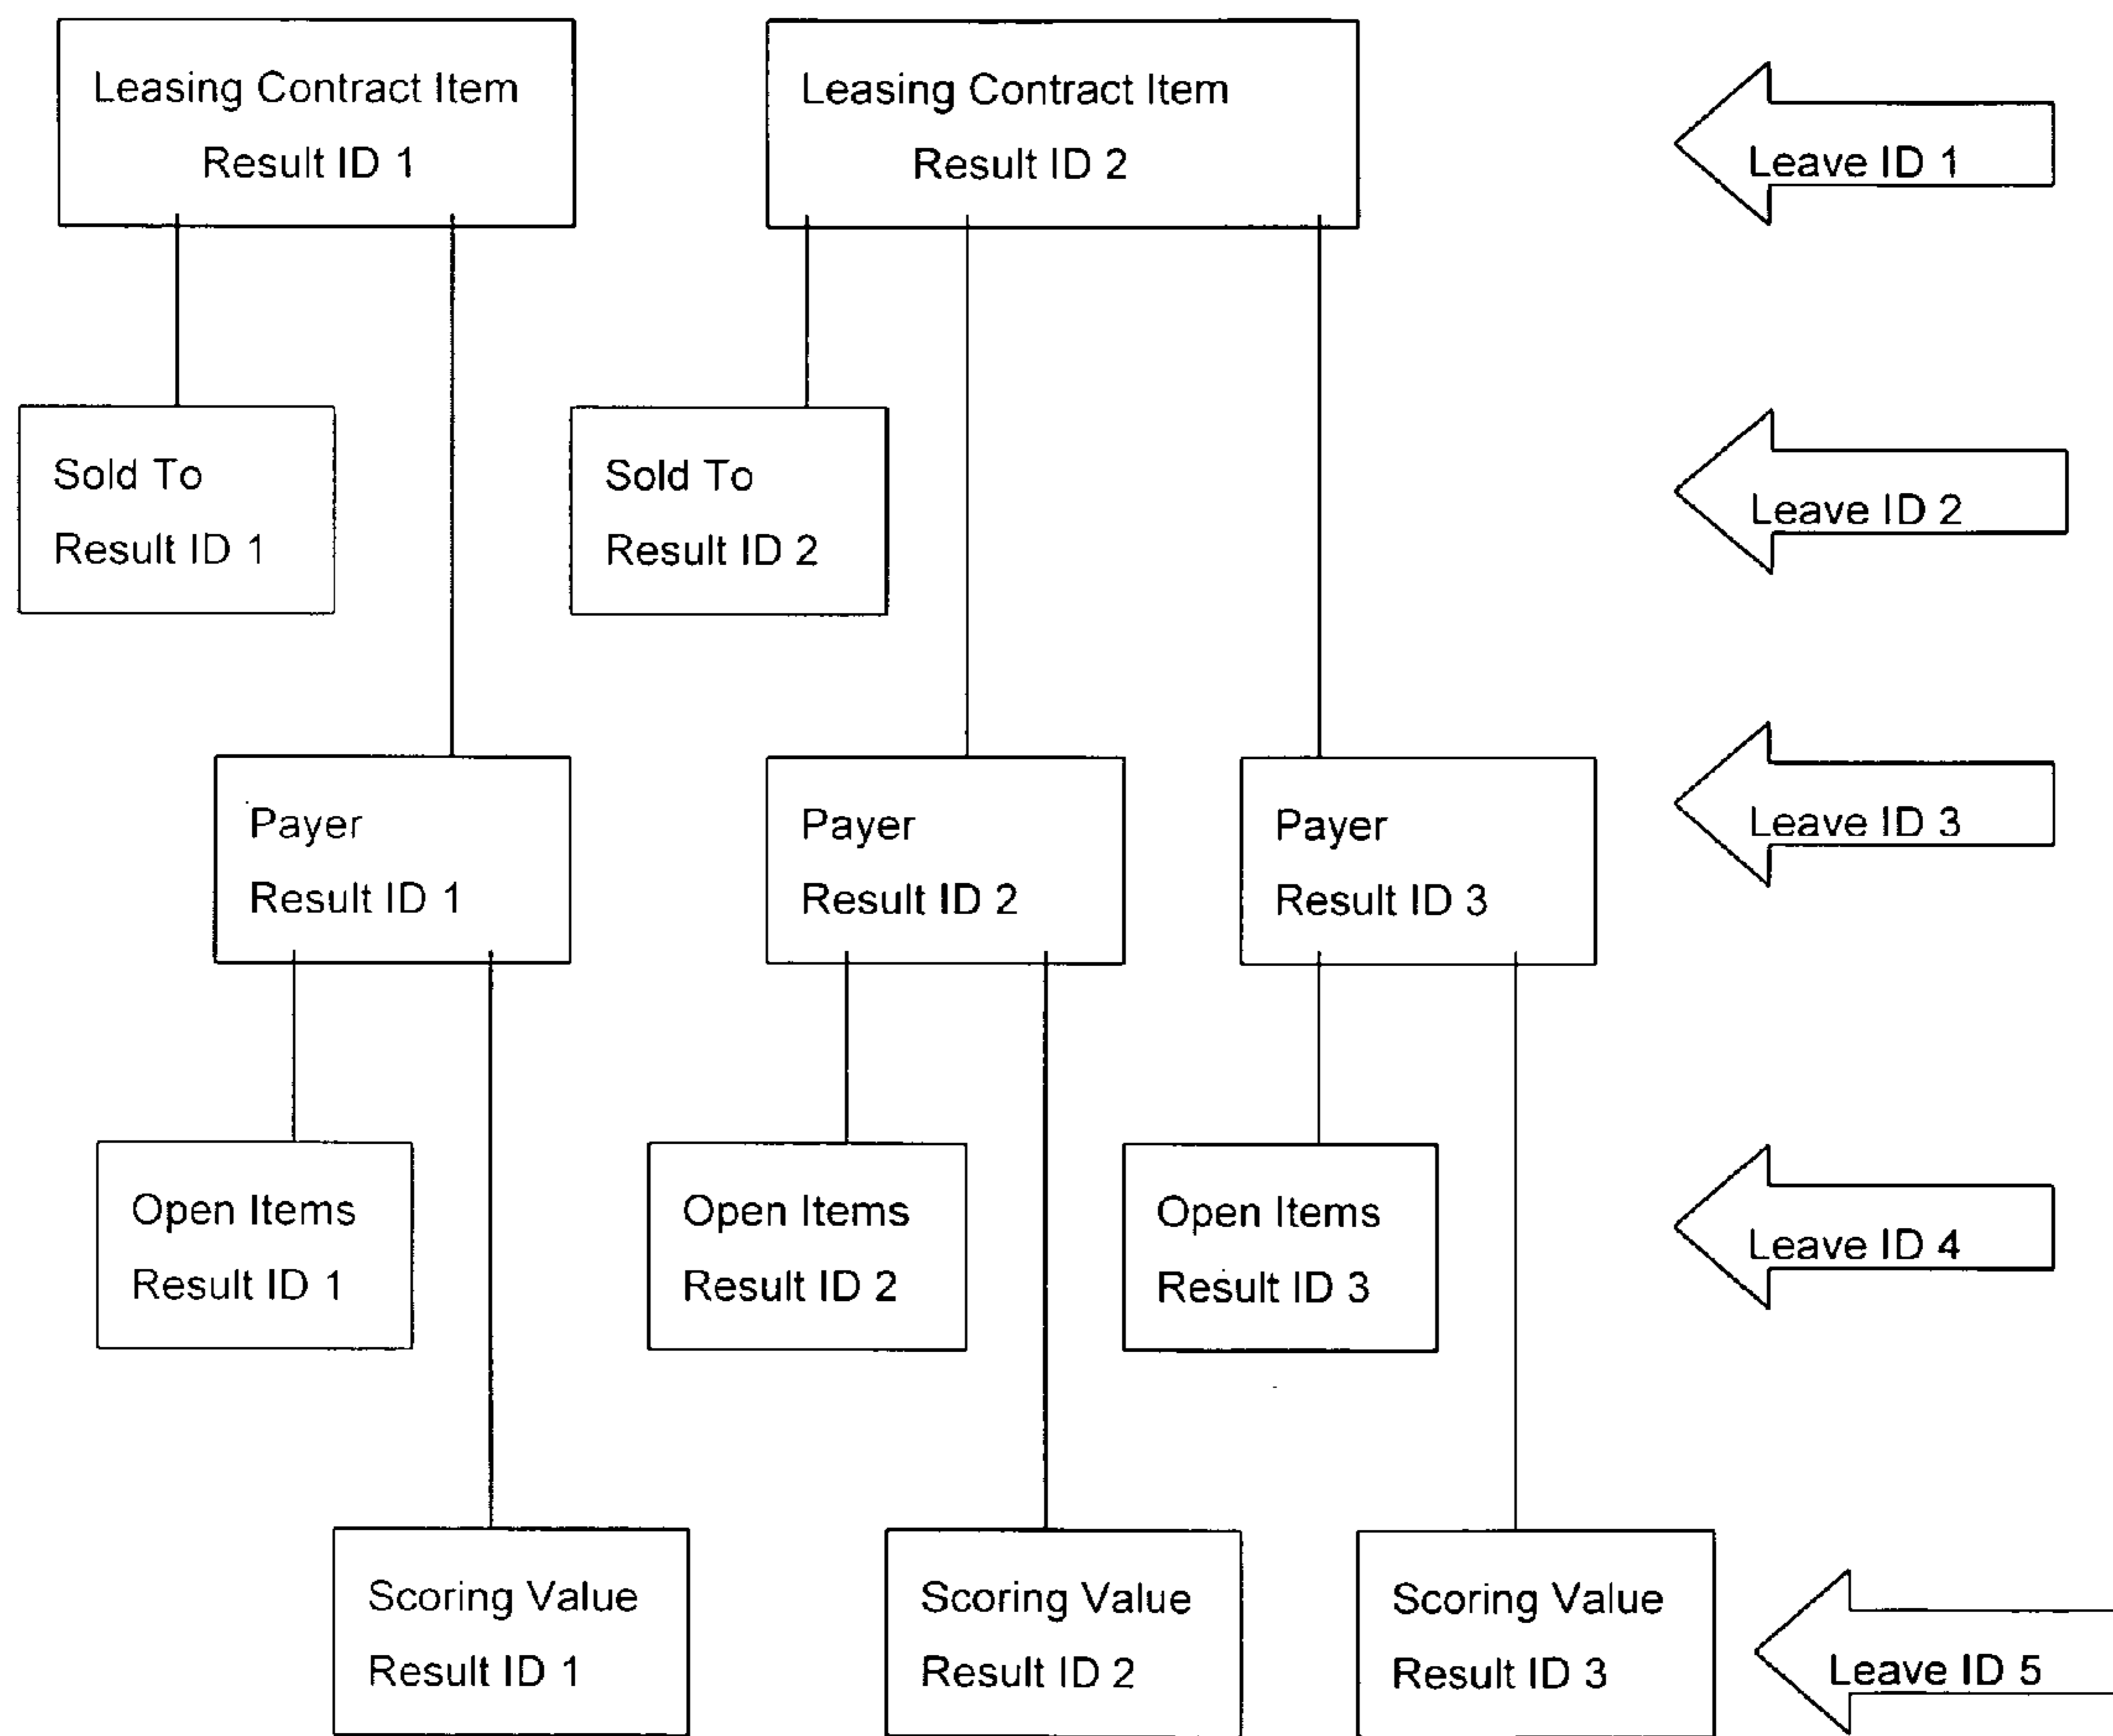 Leasing Contract Item
Result ID 1
Leasing Contract Item
Result ID 2
Leave ID 1
Sold To
Result ID 1
Sold To
Result ID 2
Leave ID 2
Payer
Result ID 1
Payer
Result ID 2
Payer
Result ID 3
Leave ID 3
Open Items
Result ID 1
Open Items
Result ID 2
Open Items
Result ID 3
Leave ID 4
Scoring Value
Result ID 1
Scoring Value
Result ID 2
Scoring Value
Result ID 3
Leave ID 5